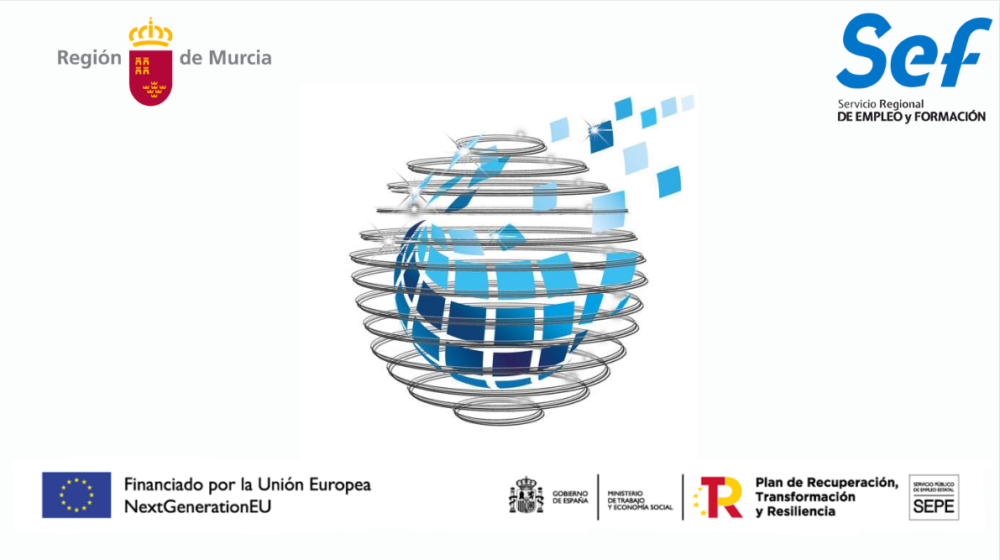 Región de Murcia
Sef
Servicio Regional
DE EMPLEO y FORMACIÓN
Financiado por la Unión Europea
NextGenerationEU
GOBIERNO
DE ESPAÑA
MINISTERIO
DE TRABAJO
Y ECONOMÍA SOCIAL
TR
Plan de Recuperación,
Transformación
y Resiliencia
SERVICIO PÚBLICO
DE EMPLEO ESTATAL
SEPE